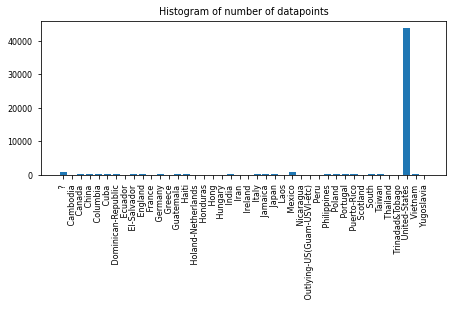 Histogram of number of datapoints
40000
30000
20000
10000
0
?
Cambodia
Canada
China
Columbia
Cuba
Dominican-Republic
Ecuador
El-Salvador
England
France
Germany
Greece
Guatemala
Haiti
Holand-Netherlands
Honduras
Hong
Hungary
India
Iran
Ireland
Italy
Jamaica
Japan
Laos
Mexico
Nicaragua
Outlying-US(Guam-USVI-etc)
Peru
Philippines
Poland
Portugal
Puerto-Rico
Scotland
South
Taiwan
Thailand
Trinadad&Tobago
United-States
Vietnam
Yugoslavia